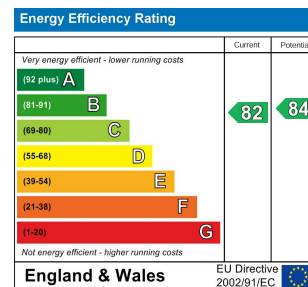 Energy Efficiency Rating
Current
Potentia
Very energy efficient - lower running costs
(92 plus) A
(81-91) B
82
84
(69-80) C
(55-68) D
(39-54) E
(21-38) F
(1-20) G
Not energy efficient - higher running costs
England & Wales
EU Directive
2002/91/EC